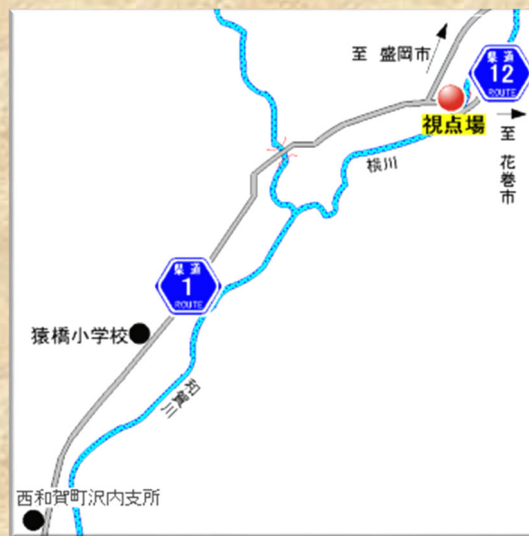 至 盛岡市
県道
12
ROUTE
視点場
至 花巻市
横川
県道
1
ROUTE
猿橋小学校
和賀川
西和賀町沢内支所